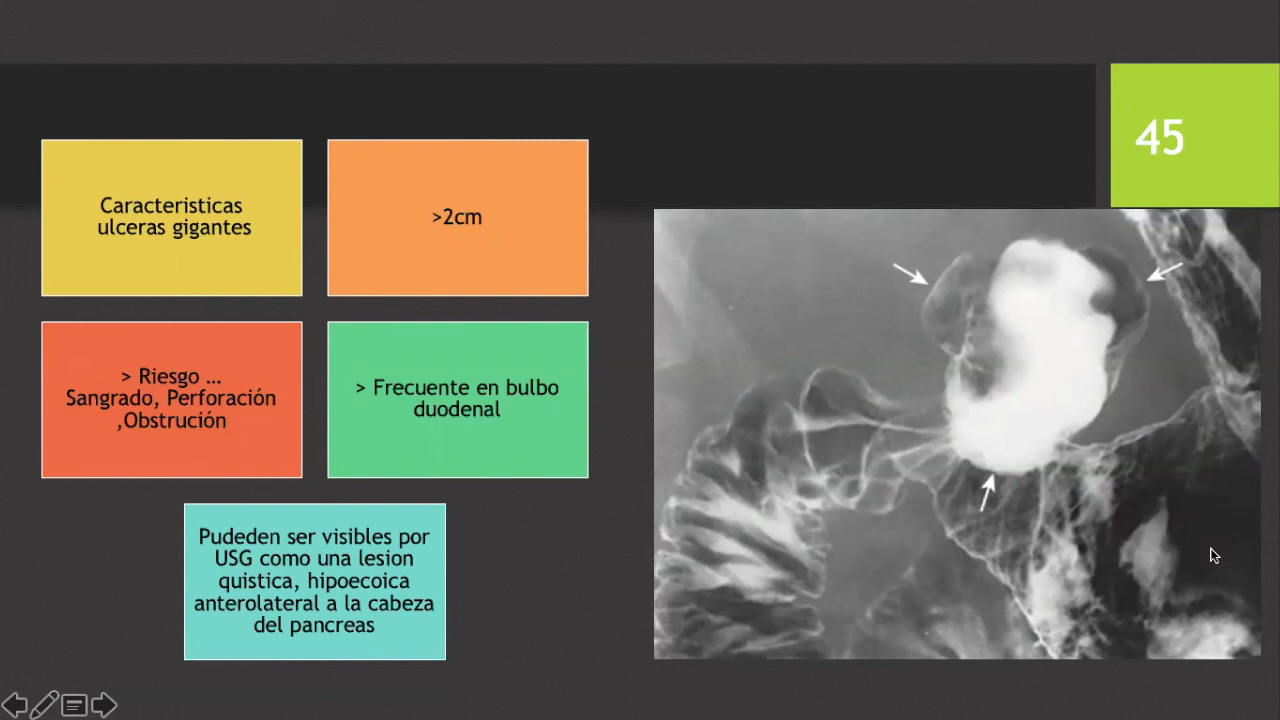 45
Caracteristicas
ulceras gigantes
>2cm
> Riesgo …
Sangrado, Perforación
,Obstrución
> Frecuente en bulbo
duodenal
Pudeden ser visibles por
USG como una lesion
quistica, hipoecoica
anterolateral a la cabeza
del pancreas